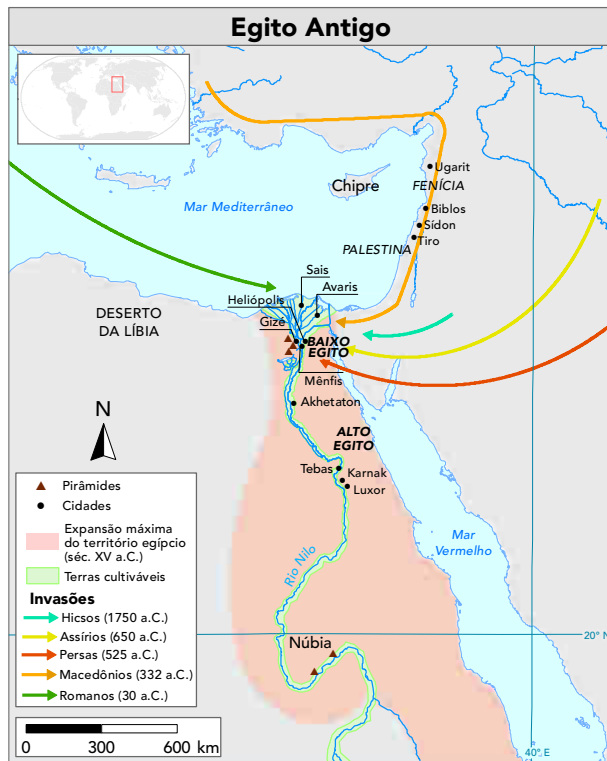 Egito Antigo
Ugarit
Chipre
FENÍCIA
Mar Mediterrâneo
Biblos
Sídon
PALESTINA
Tiro
Sais
Avaris
Heliópolis
DESERTO
DA LÍBIA
Gizé
BAIXO
EGITO
Mênfis
N
Akhetaton
ALTO
EGITO
Tebas
Karnak
Luxor
Mar
Vermelho
Rio Nilo
Núbia
20° N
40° E
Pirâmides
Cidades
Expansão máxima
do território egípcio
(séc. XV a.C.)
Terras cultiváveis
Invasões
Hicsos (1750 a.C.)
Assírios (650 a.C.)
Persas (525 a.C.)
Macedônios (332 a.C.)
Romanos (30 a.C.)
0 300 600 km